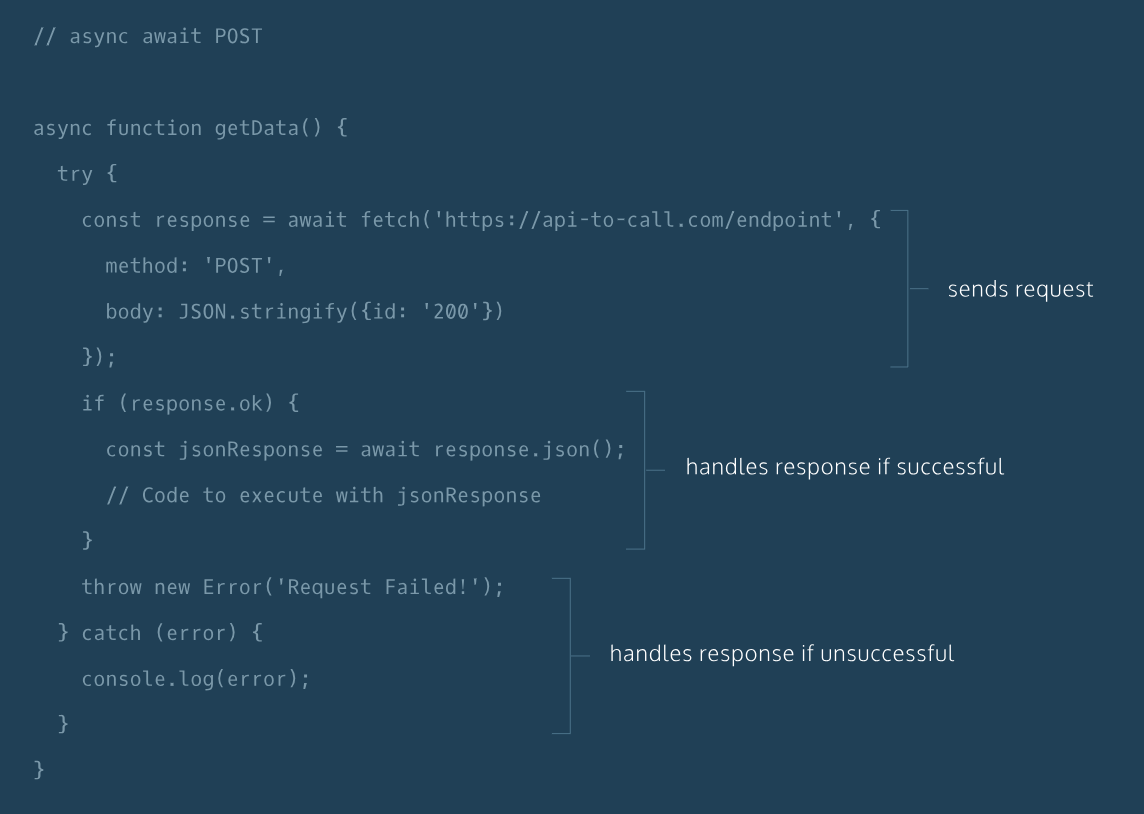 // async await POST
async function getData() {
try {
const response = await fetch('https://api-to-call.com/endpoint', {
method: 'POST',
body: JSON.stringify({id: '200'})
});
sends request
if (response.ok) {
const jsonResponse = await response.json();
// Code to execute with jsonResponse
}
handles response if successful
throw new Error('Request Failed!');
} catch (error) {
console.log(error);
}
handles response if unsuccessful
}